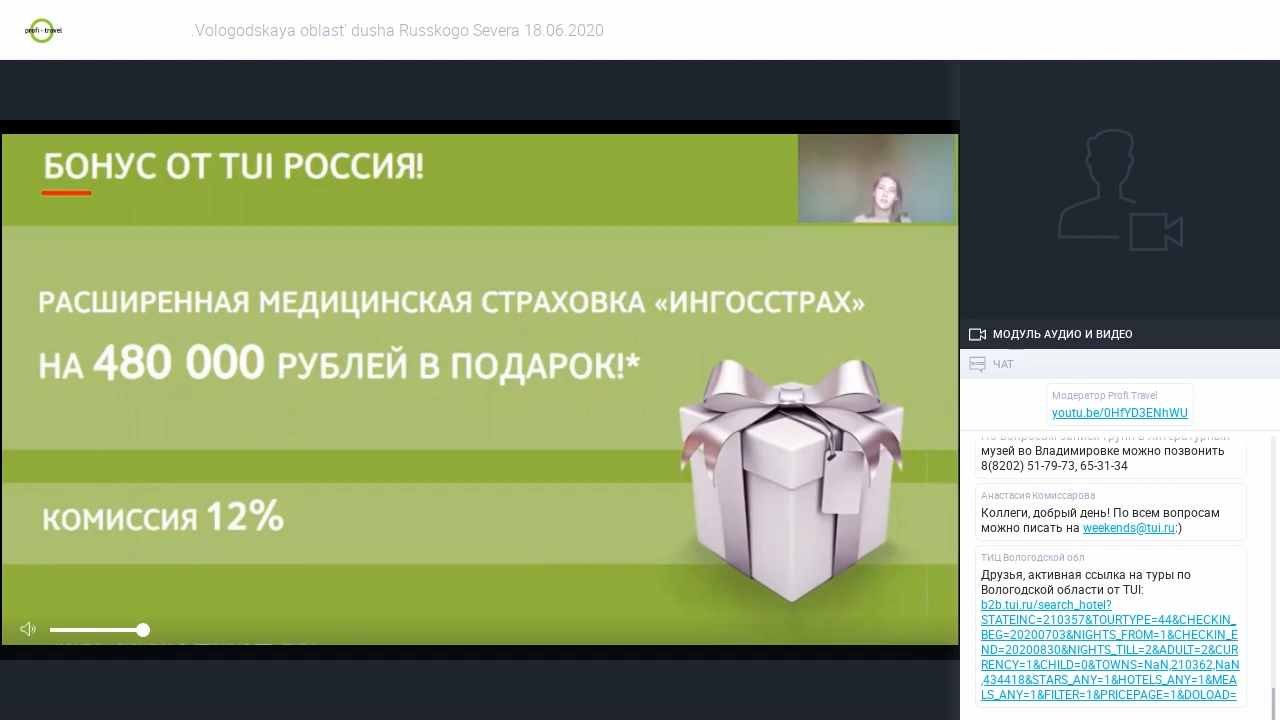 profi travel
.Vologodskaya oblast' dusha Russkogo Severa 18.06.2020
БОНУС ОТ TUI РОССИЯ!
РАСШИРЕННАЯ МЕДИЦИНСКАЯ СТРАХОВКА «ИНГОССТРАХ»
НА 480 000 РУБЛЕЙ В ПОДАРОК!*
КОМИССИЯ 12%
МОДУЛЬ АУДИО И ВИДЕО
ЧАТ
Модератор Profi.Travel
youtu.be/0HfYD3ENhWU
По вопросам записи групп в литературный
музей во Владимировке можно позвонить
8(8202) 51-79-73, 65-31-34
Анастасия Комиссарова
Коллеги, добрый день! По всем вопросам
можно писать на weekends@tui.ru:)
ТИЦ Вологодской обл
Друзья, активная ссылка на туры по
Вологодской области от TUI:
b2b.tui.ru/search_hotel?
STATEINC=210357&TOURTYPE=44&CHECKIN_
BEG=20200703&NIGHTS_FROM=1&CHECKIN_E
ND=20200830&NIGHTS_TILL=2&ADULT=2&CUR
RENCY=1&CHILD=0&TOWNS=NaN,210362,NaN
,434418&STARS_ANY=1&HOTELS_ANY=1&MEA
LS_ANY=1&FILTER=1&PRICEPAGE=1&DOLOAD=